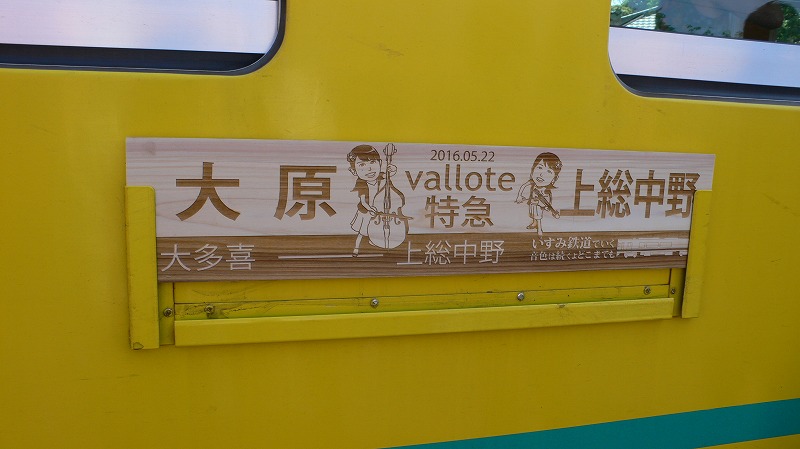 2016.05.22
大原 vallote 上総中野
特急
大多喜 ── 上総中野
いすみ鉄道でいく
音色は続くよどこまでも